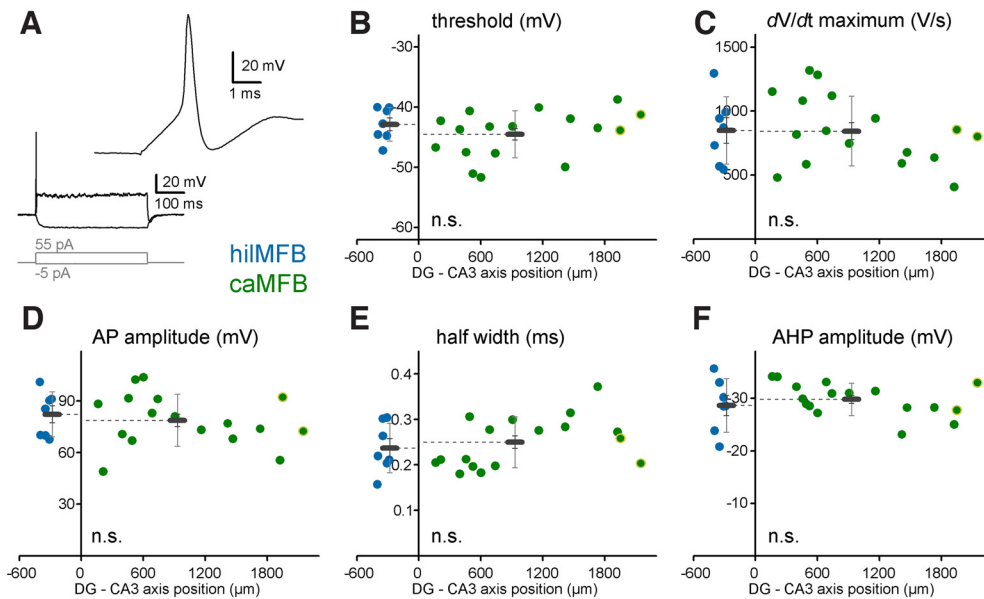 A
20 mV
1 ms
20 mV
100 ms
55 pA
-5 pA
hilMFB
caMFB
B
threshold (mV)
-30
-40
-50
-60
n.s.
-600 0 600 1200 1800
DG - CA3 axis position (µm)
C
dV/dt maximum (V/s)
1500
1000
500
n.s.
-600 0 600 1200 1800
DG - CA3 axis position (µm)
D
AP amplitude (mV)
90
60
30
n.s.
-600 0 600 1200 1800
DG - CA3 axis position (µm)
E
half width (ms)
0.4
0.3
0.2
0.1
n.s.
-600 0 600 1200 1800
DG - CA3 axis position (µm)
F
AHP amplitude (mV)
-30
-20
-10
n.s.
-600 0 600 1200 1800
DG - CA3 axis position (µm)